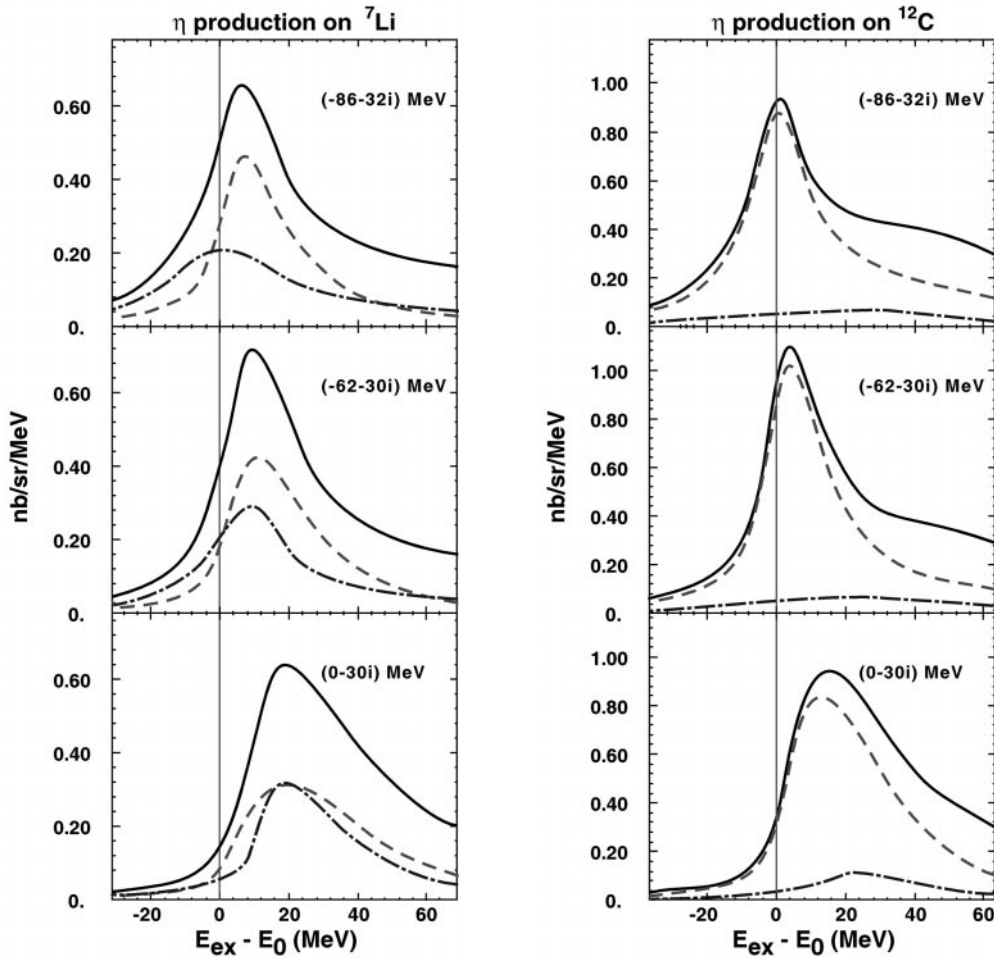 η production on ⁷Li
0.60
0.40
0.20
0.
(-86-32i) MeV
0.60
0.40
0.20
0.
(-62-30i) MeV
0.60
0.40
0.20
0.
(0-30i) MeV
nb/sr/MeV
-20 0 20 40 60
E_ex - E_0 (MeV)
η production on ¹²C
1.00
0.80
0.60
0.40
0.20
0.
(-86-32i) MeV
1.00
0.80
0.60
0.40
0.20
0.
(-62-30i) MeV
1.00
0.80
0.60
0.40
0.20
0.
(0-30i) MeV
nb/sr/MeV
-20 0 20 40 60
E_ex - E_0 (MeV)